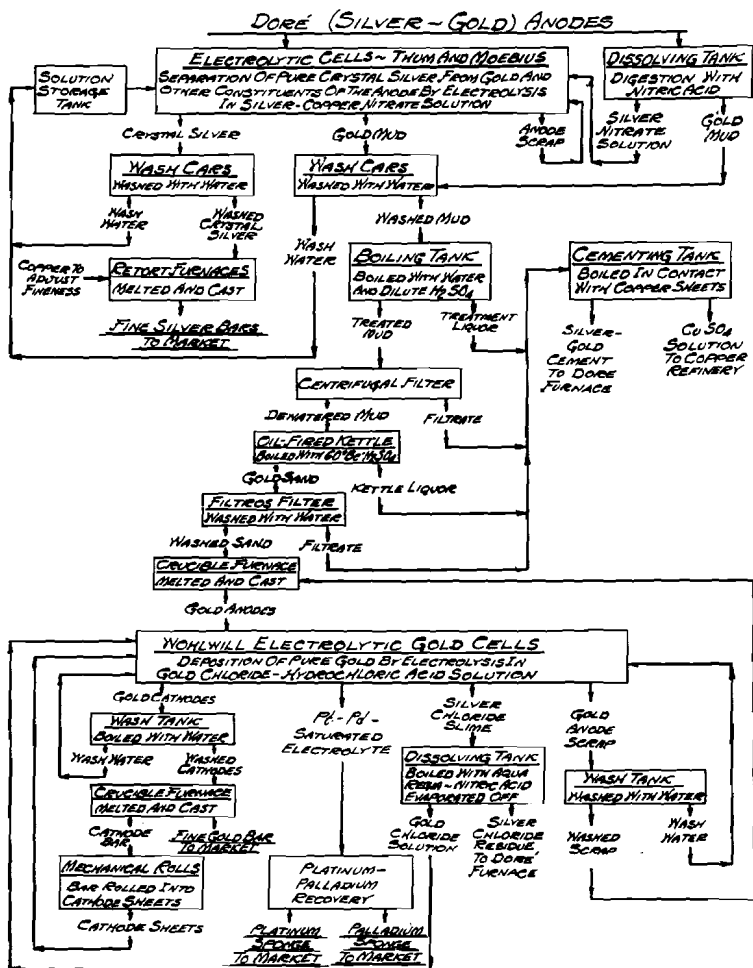 DORÉ (SILVER~GOLD) ANODES
ELECTROLYTIC CELLS~THUM AND MOEBIUS
SEPARATION OF PURE CRYSTAL SILVER FROM GOLD AND
OTHER CONSTITUENTS OF THE ANODE BY ELECTROLYSIS
IN SILVER-COPPER NITRATE SOLUTION
DISSOLVING TANK
DIGESTION WITH
NITRIC ACID
SOLUTION
STORAGE
TANK
CRYSTAL SILVER
GOLD MUD
ANODE
SCRAP
SILVER
NITRATE
SOLUTION
GOLD
MUD
WASH CARS
WASHED WITH WATER
WASH CARS
WASHED WITH WATER
WASH
WATER
WASHED
CRYSTAL
SILVER
WASH
WATER
WASHED MUD
COPPER TO
ADJUST
FINENESS
RETORT FURNACES
MELTED AND CAST
BOILING TANK
BOILED WITH WATER
AND DILUTE H2SO4
CEMENTING TANK
BOILED IN CONTACT
WITH COPPER SHEETS
FINE SILVER BARS
TO MARKET
TREATED
MUD
TREATMENT
LIQUOR
SILVER-
GOLD
CEMENT
TO DORE
FURNACE
CuSO4
SOLUTION
TO COPPER
REFINERY
CENTRIFUGAL FILTER
DEWATERED MUD
FILTRATE
OIL-FIRED KETTLE
BOILED WITH 60°Be' H2SO4
GOLD SAND
KETTLE LIQUOR
FILTROS FILTER
WASHED WITH WATER
WASHED SAND
FILTRATE
CRUCIBLE FURNACE
MELTED AND CAST
GOLD ANODES
WOHLWILL ELECTROLYTIC GOLD CELLS
DEPOSITION OF PURE GOLD BY ELECTROLYSIS IN
GOLD CHLORIDE-HYDROCHLORIC ACID SOLUTION
GOLD CATHODES
WASH TANK
BOILED WITH WATER
WASH WATER
WASHED
CATHODES
CRUCIBLE FURNACE
MELTED AND CAST
CATHODE
BAR
FINE GOLD BAR
TO MARKET
MECHANICAL ROLLS
BAR ROLLED INTO
CATHODE SHEETS
CATHODE SHEETS
Pt-Pd-
SATURATED
ELECTROLYTE
PLATINUM-
PALLADIUM
RECOVERY
PLATINUM
SPONGE
TO MARKET
PALLADIUM
SPONGE
TO MARKET
SILVER
CHLORIDE
SLIME
DISSOLVING TANK
BOILED WITH AQUA
REGIA~NITRIC ACID
EVAPORATED OFF
GOLD
CHLORIDE
SOLUTION
SILVER
CHLORIDE
RESIDUE
TO DORE'
FURNACE
GOLD
ANODE
SCRAP
WASH TANK
WASHED WITH WATER
WASHED
SCRAP
WASH
WATER